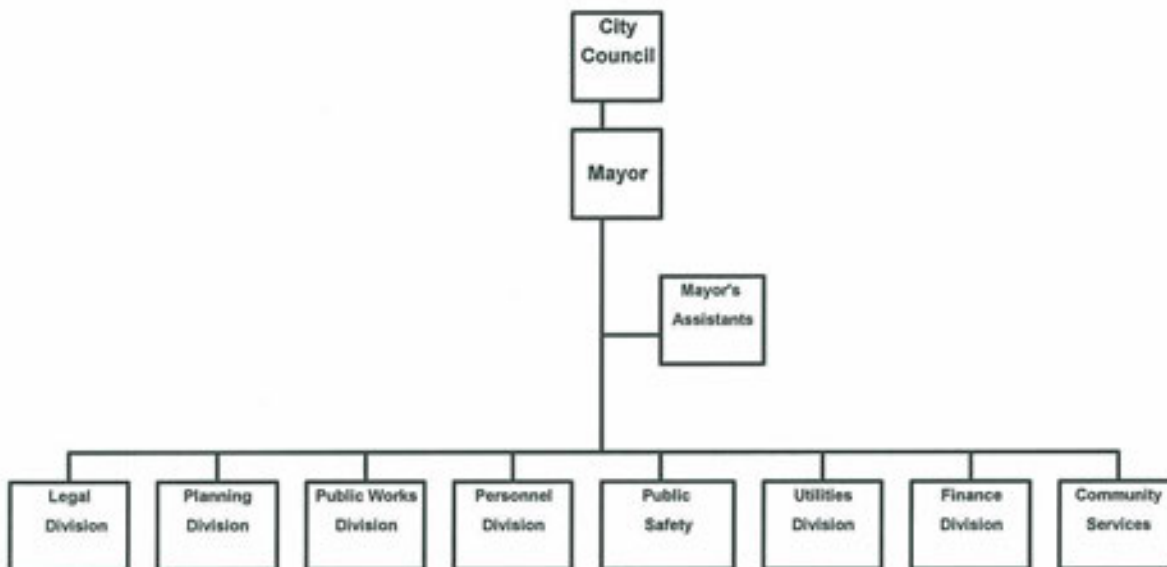 City
Council
Mayor
Mayor's
Assistants
Legal
Division
Planning
Division
Public Works
Division
Personnel
Division
Public
Safety
Utilities
Division
Finance
Division
Community
Services